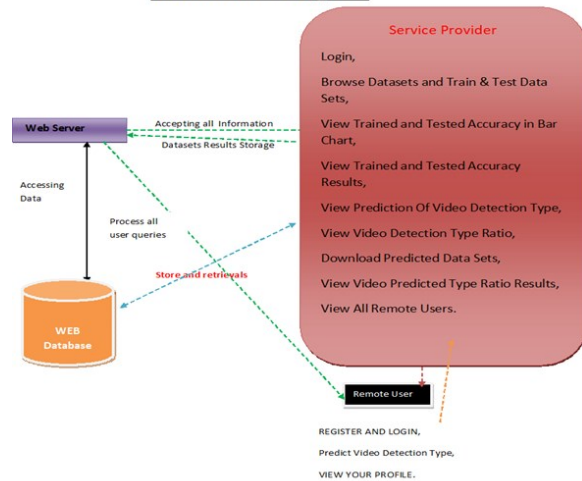 Service Provider
Login,
Browse Datasets and Train & Test Data
Sets,
View Trained and Tested Accuracy in Bar
Chart,
View Trained and Tested Accuracy
Results,
View Prediction Of Video Detection Type,
View Video Detection Type Ratio,
Download Predicted Data Sets,
View Video Predicted Type Ratio Results,
View All Remote Users.
Web Server
Accepting all Information
Datasets Results Storage
Accessing
Data
Process all
user queries
Store and retrievals
WEB
Database
Remote User
REGISTER AND LOGIN,
Predict Video Detection Type,
VIEW YOUR PROFILE.